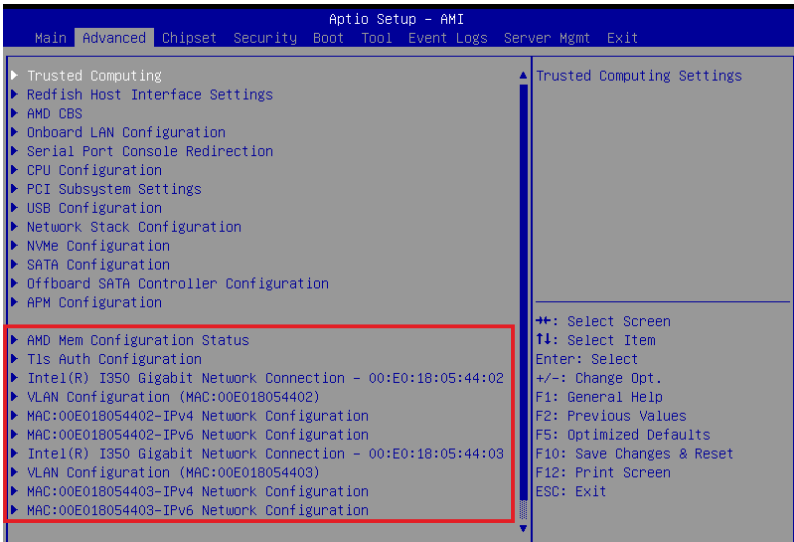 Aptio Setup - AMI
Main Advanced Chipset Security Boot Tool Event Logs Server Mgmt Exit
Trusted Computing
Redfish Host Interface Settings
AMD CBS
Onboard LAN Configuration
Serial Port Console Redirection
CPU Configuration
PCI Subsystem Settings
USB Configuration
Network Stack Configuration
NVMe Configuration
SATA Configuration
Offboard SATA Controller Configuration
APM Configuration
AMD Mem Configuration Status
Tls Auth Configuration
Intel(R) I350 Gigabit Network Connection - 00:E0:18:05:44:02
VLAN Configuration (MAC:00E018054402)
MAC:00E018054402-IPv4 Network Configuration
MAC:00E018054402-IPv6 Network Configuration
Intel(R) I350 Gigabit Network Connection - 00:E0:18:05:44:03
VLAN Configuration (MAC:00E018054403)
MAC:00E018054403-IPv4 Network Configuration
MAC:00E018054403-IPv6 Network Configuration
Trusted Computing Settings
→←: Select Screen
↑↓: Select Item
Enter: Select
+/-: Change Opt.
F1: General Help
F2: Previous Values
F5: Optimized Defaults
F10: Save Changes & Reset
F12: Print Screen
ESC: Exit